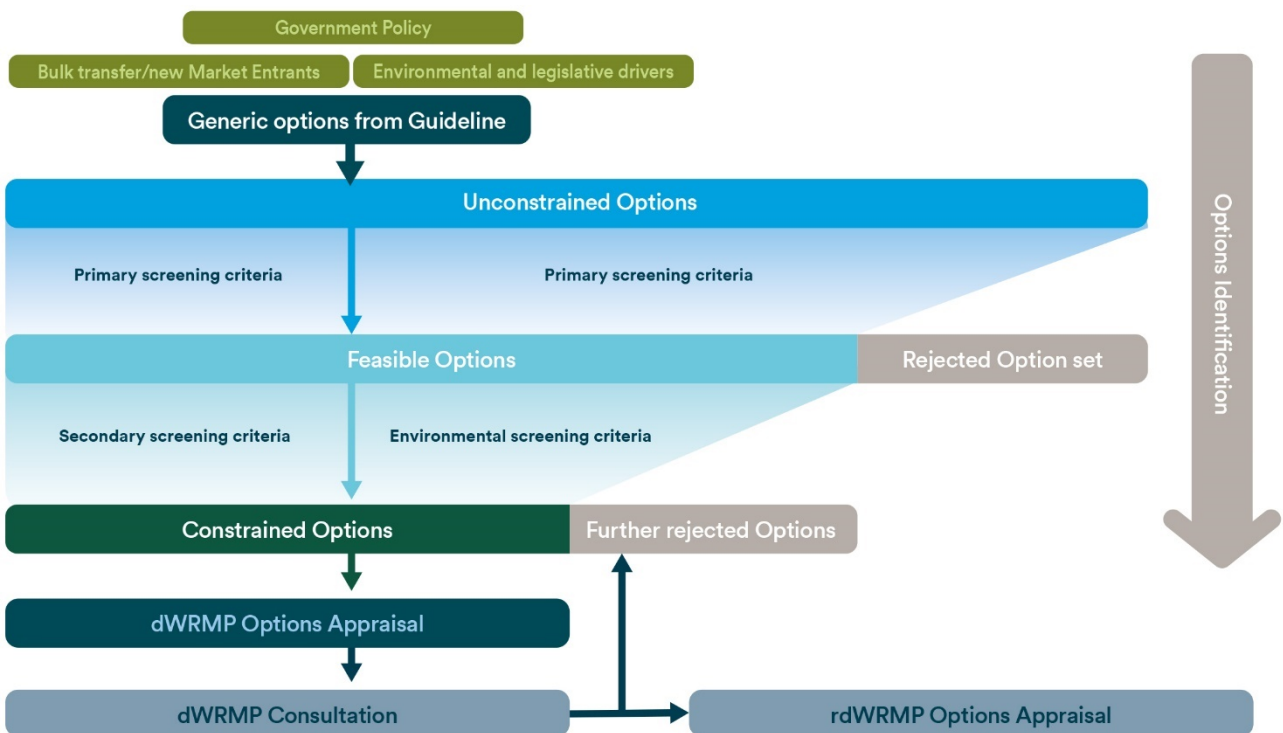 Government Policy
Bulk transfer/new Market Entrants
Environmental and legislative drivers
Generic options from Guideline
Unconstrained Options
Primary screening criteria
Primary screening criteria
Feasible Options
Rejected Option set
Secondary screening criteria
Environmental screening criteria
Constrained Options
Further rejected Options
dWRMP Options Appraisal
dWRMP Consultation
rdWRMP Options Appraisal
Options Identification